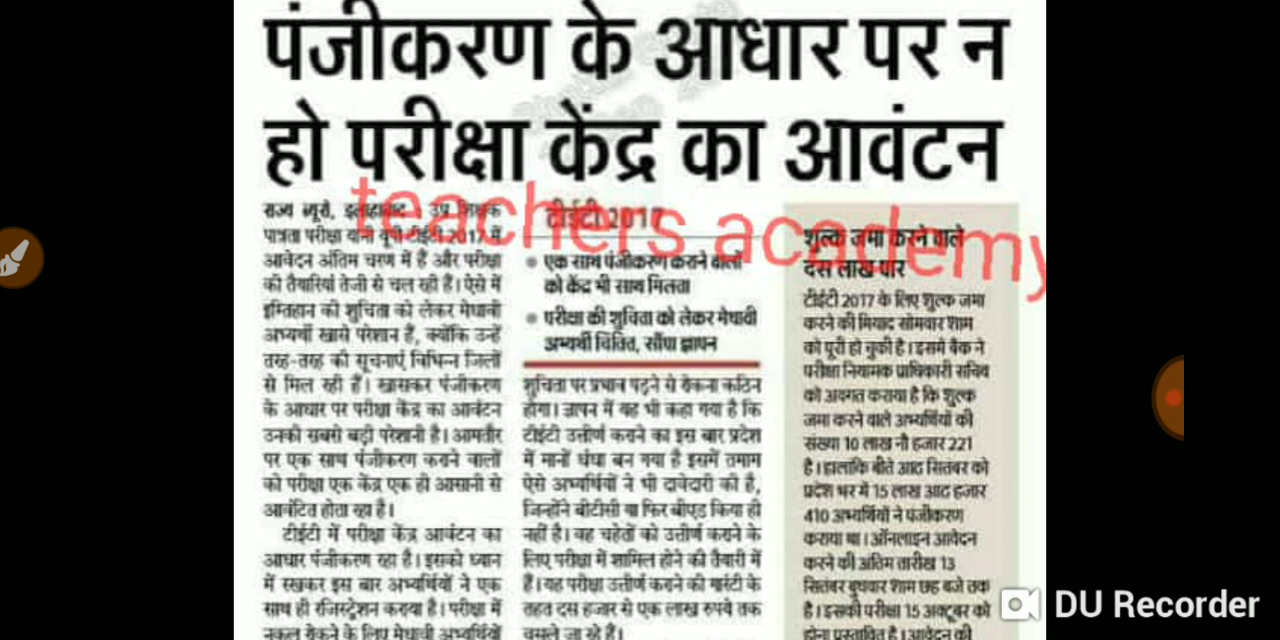 पंजीकरण के आधार पर न
हो परीक्षा केंद्र का आवंटन
teachers academy
राज्य ब्यूरो, इलाहाबाद : उप्र शिक्षक
पात्रता परीक्षा यानी यूपी टीईटी 2017 में
आवेदन अंतिम चरण में हैं और परीक्षा
की तैयारियां तेजी से चल रही हैं। ऐसे में
इम्तिहान की शुचिता को लेकर मेधावी
अभ्यर्थी खासे परेशान हैं, क्योंकि उन्हें
तरह-तरह की सूचनाएं विभिन्न जिलों
से मिल रही हैं। खासकर पंजीकरण
के आधार पर परीक्षा केंद्र का आवंटन
उनकी सबसे बड़ी परेशानी है। आमतौर
पर एक साथ पंजीकरण कराने वालों
को परीक्षा एक केंद्र एक ही आसानी से
आवंटित होता रहा है।
टीईटी में परीक्षा केंद्र आवंटन का
आधार पंजीकरण रहा है। इसको ध्यान
में रखकर इस बार अभ्यर्थियों ने एक
साथ ही रजिस्ट्रेशन कराया है। परीक्षा में
नकल रोकने के लिए मेधावी अभ्यर्थियों
टीईटी 2017
एक साथ पंजीकरण कराने वालों
को केंद्र भी साथ मिलता
परीक्षा की शुचिता को लेकर मेधावी
अभ्यर्थी चिंतित, सौंपा ज्ञापन
शुचिता पर प्रभाव पड़ने से रोकना कठिन
होगा। ज्ञापन में यह भी कहा गया है कि
टीईटी उत्तीर्ण कराने का इस बार प्रदेश
में मानों धंधा बन गया है इसमें तमाम
ऐसे अभ्यर्थियों ने भी दावेदारी की है,
जिन्होंने बीटीसी या फिर बीएड किया ही
नहीं है। वह चहेतों को उत्तीर्ण कराने के
लिए परीक्षा में शामिल होने की तैयारी में
हैं। यह परीक्षा उत्तीर्ण कराने की गारंटी के
तहत दस हजार से एक लाख रुपये तक
वसूले जा रहे हैं।
शुल्क जमा करने वाले
दस लाख पार
टीईटी 2017 के लिए शुल्क जमा
करने की मियाद सोमवार शाम
को पूरी हो चुकी है। इसमें बैंक ने
परीक्षा नियामक प्राधिकारी सचिव
को अवगत कराया है कि शुल्क
जमा करने वाले अभ्यर्थियों की
संख्या 10 लाख नौ हजार 221
है। हालांकि बीते आठ सितंबर को
प्रदेश भर में 15 लाख आठ हजार
410 अभ्यर्थियों ने पंजीकरण
कराया था। ऑनलाइन आवेदन
करने की अंतिम तारीख 13
सितंबर बुधवार शाम छह बजे तक
है। इसकी परीक्षा 15 अक्टूबर को
होना प्रस्तावित है। आवेदन की
DU Recorder